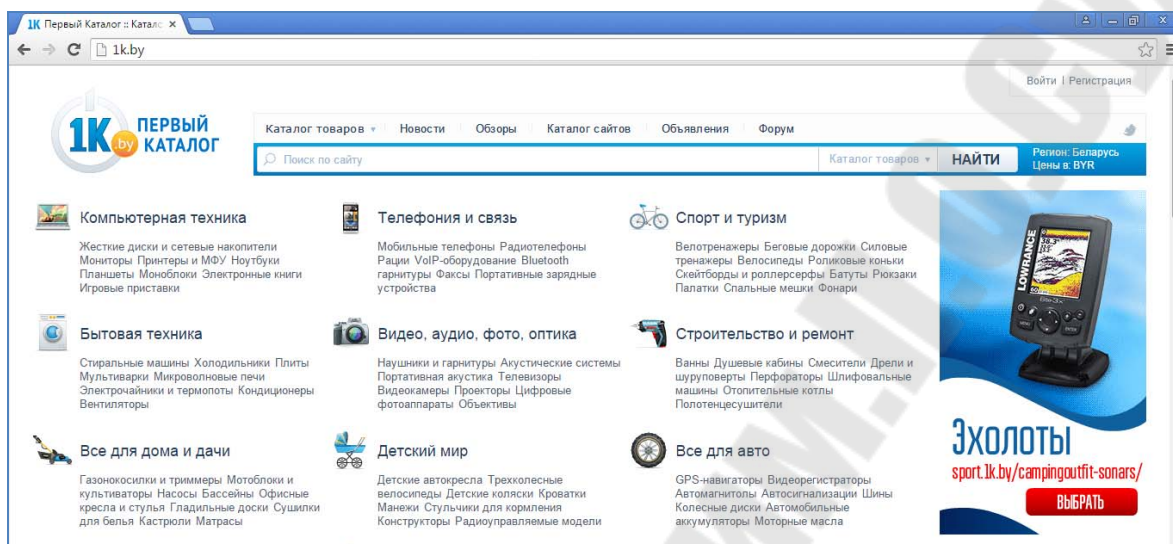 1K Первый Каталог :: Катало
1k.by
Войти | Регистрация
1K.by ПЕРВЫЙ
КАТАЛОГ
Каталог товаров Новости Обзоры Каталог сайтов Объявления Форум
Поиск по сайту Каталог товаров НАЙТИ
Регион: Беларусь
Цены в: BYR
Компьютерная техника
Жесткие диски и сетевые накопители
Мониторы Принтеры и МФУ Ноутбуки
Планшеты Моноблоки Электронные книги
Игровые приставки
Телефония и связь
Мобильные телефоны Радиотелефоны
Рации VoIP-оборудование Bluetooth
гарнитуры Факсы Портативные зарядные
устройства
Спорт и туризм
Велотренажеры Беговые дорожки Силовые
тренажеры Велосипеды Роликовые коньки
Скейтборды и роллерсерфы Батуты Рюкзаки
Палатки Спальные мешки Фонари
Бытовая техника
Стиральные машины Холодильники Плиты
Мультиварки Микроволновые печи
Электрочайники и термопоты Кондиционеры
Вентиляторы
Видео, аудио, фото, оптика
Наушники и гарнитуры Акустические системы
Портативная акустика Телевизоры
Видеокамеры Проекторы Цифровые
фотоаппараты Объективы
Строительство и ремонт
Ванны Душевые кабины Смесители Дрели и
шуруповерты Перфораторы Шлифовальные
машины Отопительные котлы
Полотенцесушители
Все для дома и дачи
Газонокосилки и триммеры Мотоблоки и
культиваторы Насосы Бассейны Офисные
кресла и стулья Гладильные доски Сушилки
для белья Кастрюли Матрасы
Детский мир
Детские автокресла Трехколесные
велосипеды Детские коляски Кроватки
Манежи Стульчики для кормления
Конструкторы Радиоуправляемые модели
Все для авто
GPS-навигаторы Видеорегистраторы
Автомагнитолы Автосигнализации Шины
Колесные диски Автомобильные
аккумуляторы Моторные масла
LOWRANCE
Эхолоты
sport.1k.by/campingoutfit-sonars/
ВЫБРАТЬ